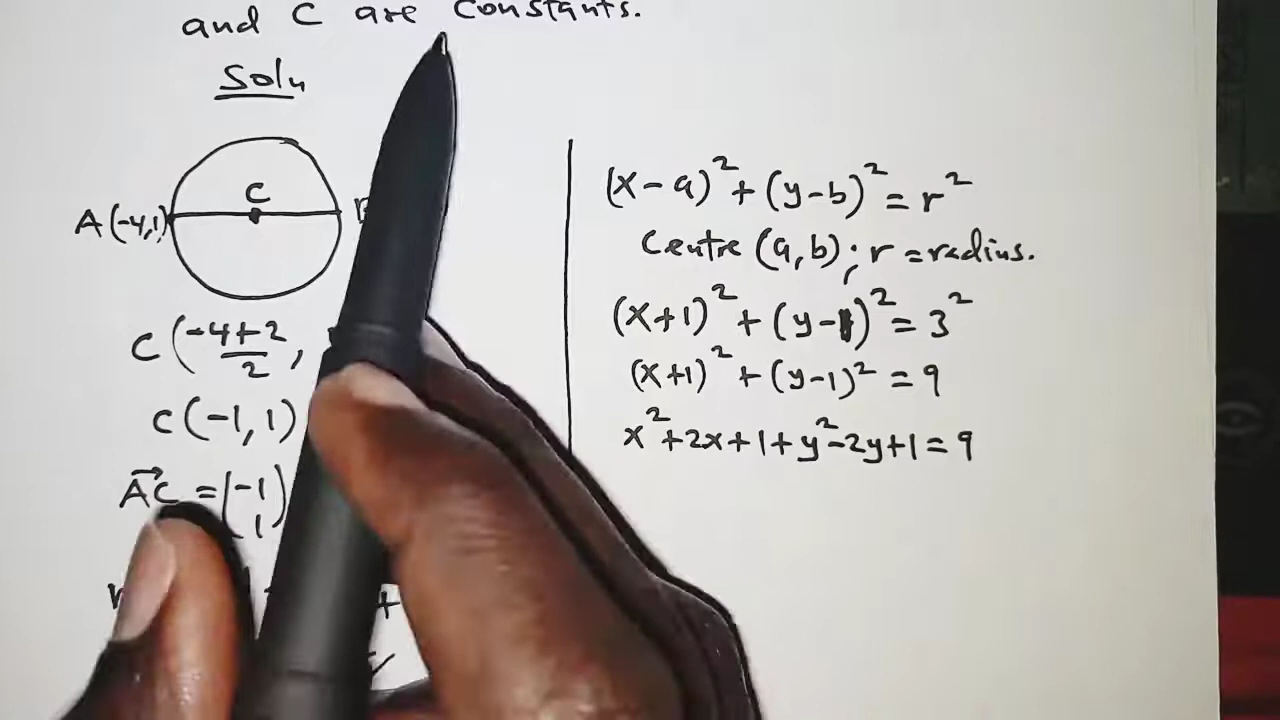 and C are constants.
Soln
C
A(-4,1)
C(-4+2/2,
C(-1,1)
AC = (-1 1)
(x-a)²+(y-b)²=r²
Centre (a,b); r=radius.
(x+1)²+(y-1)²=3²
(x+1)²+(y-1)²=9
x²+2x+1+y²-2y+1=9